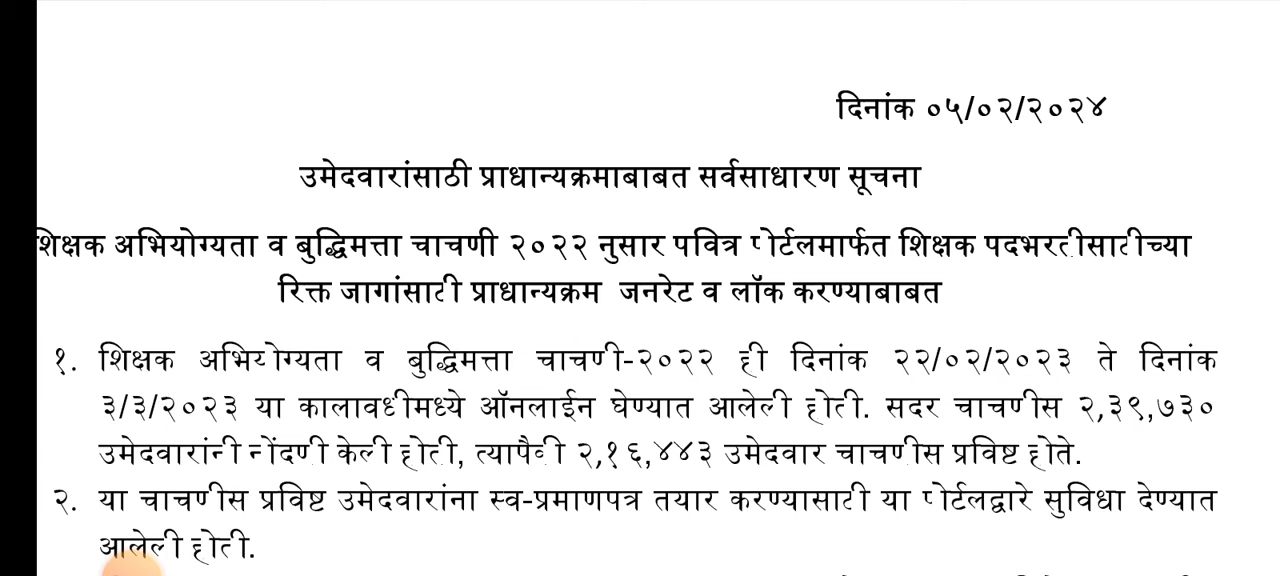 दिनांक ०५/०२/२०२४
उमेदवारांसाठी प्राधान्यक्रमाबाबत सर्वसाधारण सूचना
शिक्षक अभियोग्यता व बुद्धिमत्ता चाचणी २०२२ नुसार पवित्र पोर्टलमार्फत शिक्षक पदभरतीसाठीच्या
रिक्त जागांसाठी प्राधान्यक्रम जनरेट व लॉक करण्याबाबत
१. शिक्षक अभियोग्यता व बुद्धिमत्ता चाचणी-२०२२ ही दिनांक २२/०२/२०२३ ते दिनांक
३/३/२०२३ या कालावधीमध्ये ऑनलाईन घेण्यात आलेली होती. सदर चाचणीस २,३९,७३०
उमेदवारांनी नोंदणी केली होती, त्यापैकी २,१६,४४३ उमेदवार चाचणीस प्रविष्ट होते.
२. या चाचणीस प्रविष्ट उमेदवारांना स्व-प्रमाणपत्र तयार करण्यासाठी या पोर्टलद्वारे सुविधा देण्यात
आलेली होती.